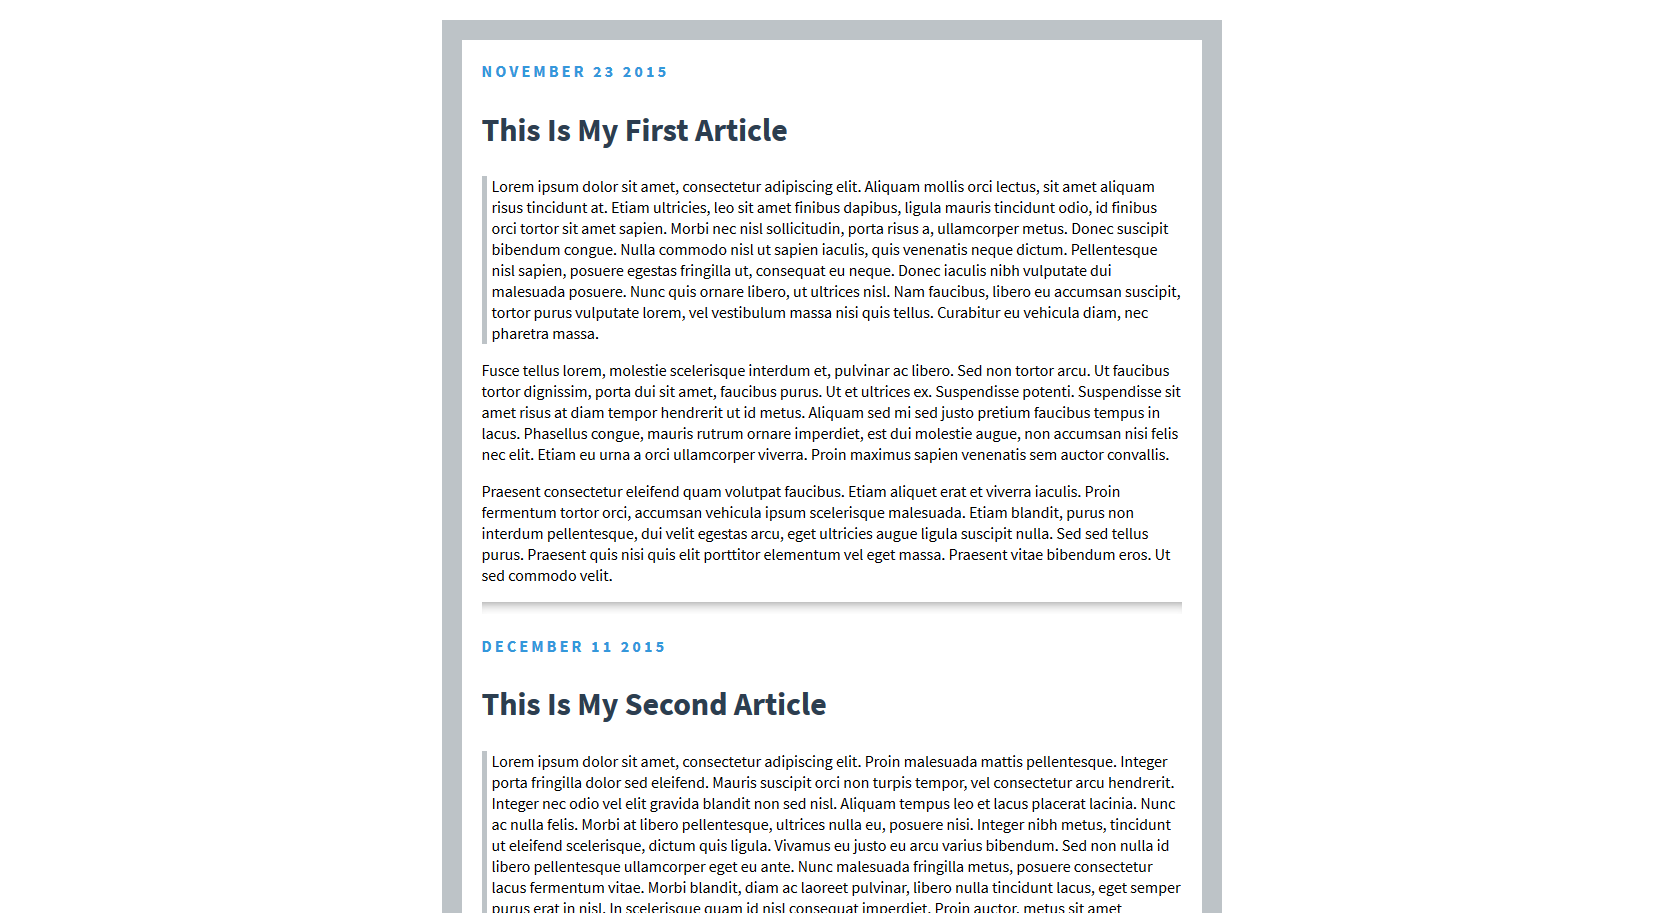 NOVEMBER 23 2015
This Is My First Article
Lorem ipsum dolor sit amet, consectetur adipiscing elit. Aliquam mollis orci lectus, sit amet aliquam
risus tincidunt at. Etiam ultricies, leo sit amet finibus dapibus, ligula mauris tincidunt odio, id finibus
orci tortor sit amet sapien. Morbi nec nisl sollicitudin, porta risus a, ullamcorper metus. Donec suscipit
bibendum congue. Nulla commodo nisl ut sapien iaculis, quis venenatis neque dictum. Pellentesque
nisl sapien, posuere egestas fringilla ut, consequat eu neque. Donec iaculis nibh vulputate dui
malesuada posuere. Nunc quis ornare libero, ut ultrices nisl. Nam faucibus, libero eu accumsan suscipit,
tortor purus vulputate lorem, vel vestibulum massa nisi quis tellus. Curabitur eu vehicula diam, nec
pharetra massa.
Fusce tellus lorem, molestie scelerisque interdum et, pulvinar ac libero. Sed non tortor arcu. Ut faucibus
tortor dignissim, porta dui sit amet, faucibus purus. Ut et ultrices ex. Suspendisse potenti. Suspendisse sit
amet risus at diam tempor hendrerit ut id metus. Aliquam sed mi sed justo pretium faucibus tempus in
lacus. Phasellus congue, mauris rutrum ornare imperdiet, est dui molestie augue, non accumsan nisi felis
nec elit. Etiam eu urna a orci ullamcorper viverra. Proin maximus sapien venenatis sem auctor convallis.
Praesent consectetur eleifend quam volutpat faucibus. Etiam aliquet erat et viverra iaculis. Proin
fermentum tortor orci, accumsan vehicula ipsum scelerisque malesuada. Etiam blandit, purus non
interdum pellentesque, dui velit egestas arcu, eget ultricies augue ligula suscipit nulla. Sed sed tellus
purus. Praesent quis nisi quis elit porttitor elementum vel eget massa. Praesent vitae bibendum eros. Ut
sed commodo velit.
DECEMBER 11 2015
This Is My Second Article
Lorem ipsum dolor sit amet, consectetur adipiscing elit. Proin malesuada mattis pellentesque. Integer
porta fringilla dolor sed eleifend. Mauris suscipit orci non turpis tempor, vel consectetur arcu hendrerit.
Integer nec odio vel elit gravida blandit non sed nisl. Aliquam tempus leo et lacus placerat lacinia. Nunc
ac nulla felis. Morbi at libero pellentesque, ultrices nulla eu, posuere nisi. Integer nibh metus, tincidunt
ut eleifend scelerisque, dictum quis ligula. Vivamus eu justo eu arcu varius bibendum. Sed non nulla id
libero pellentesque ullamcorper eget eu ante. Nunc malesuada fringilla metus, posuere consectetur
lacus fermentum vitae. Morbi blandit, diam ac laoreet pulvinar, libero nulla tincidunt lacus, eget semper
purus erat in nisl. In scelerisque quam id nisl consequat imperdiet. Proin auctor, metus sit amet